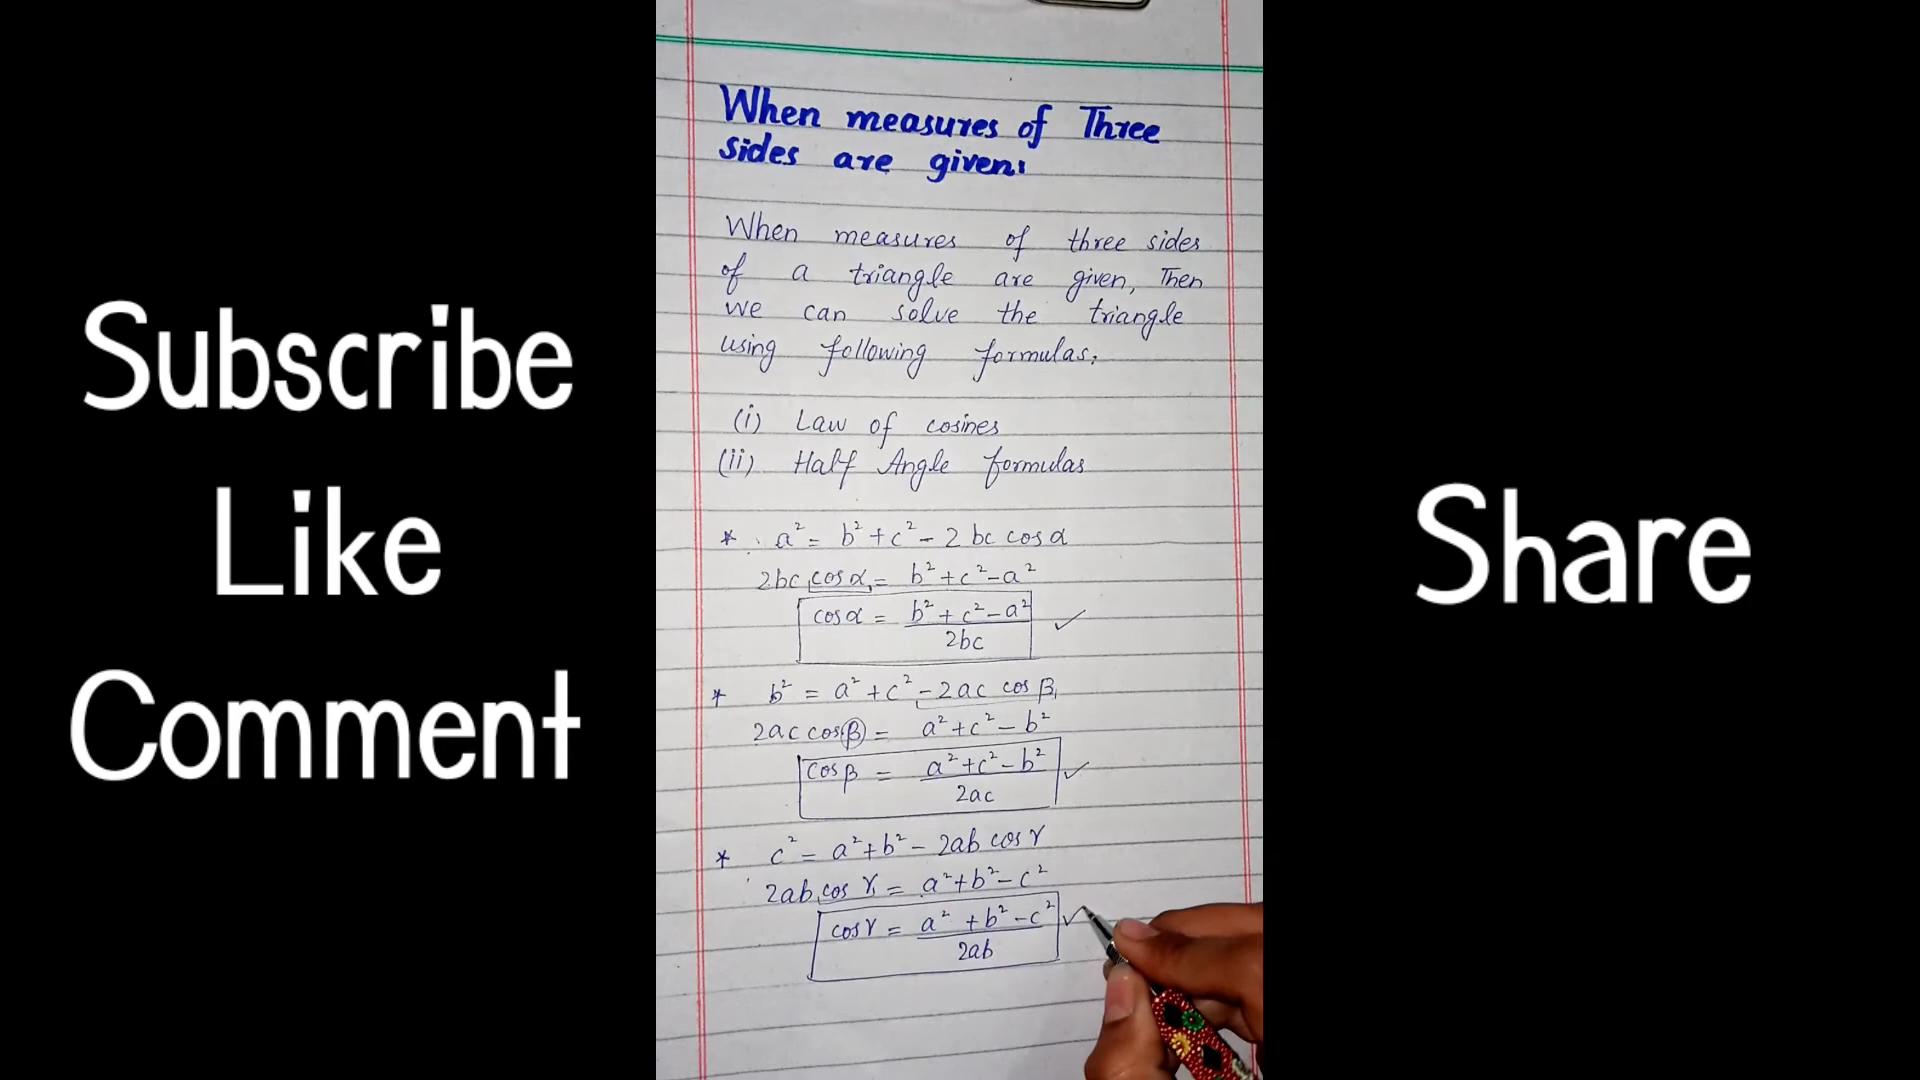 Subscribe
Like
Comment
When measures of Three
sides are given:
When measures of three sides
of a triangle are given, Then
we can solve the triangle
using following formulas:
(i) Law of cosines
(ii) Half Angle formulas
* a² = b² + c² - 2bc cos α
2bc cos α = b² + c² - a²
cos α = b² + c² - a² / 2bc ✓
* b² = a² + c² - 2ac cos β
2ac cos β = a² + c² - b²
cos β = a² + c² - b² / 2ac ✓
* c² = a² + b² - 2ab cos γ
2ab cos γ = a² + b² - c²
cos γ = a² + b² - c² / 2ab ✓
Share